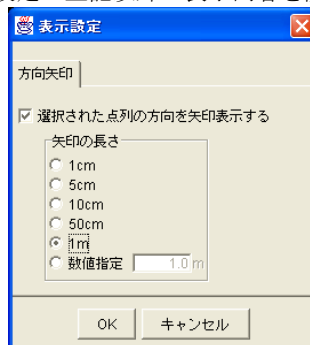 表示設定
方向矢印
選択された点列の方向を矢印表示する
矢印の長さ
1cm
5cm
10cm
50cm
1m
数値指定 1.0 m
OK キャンセル